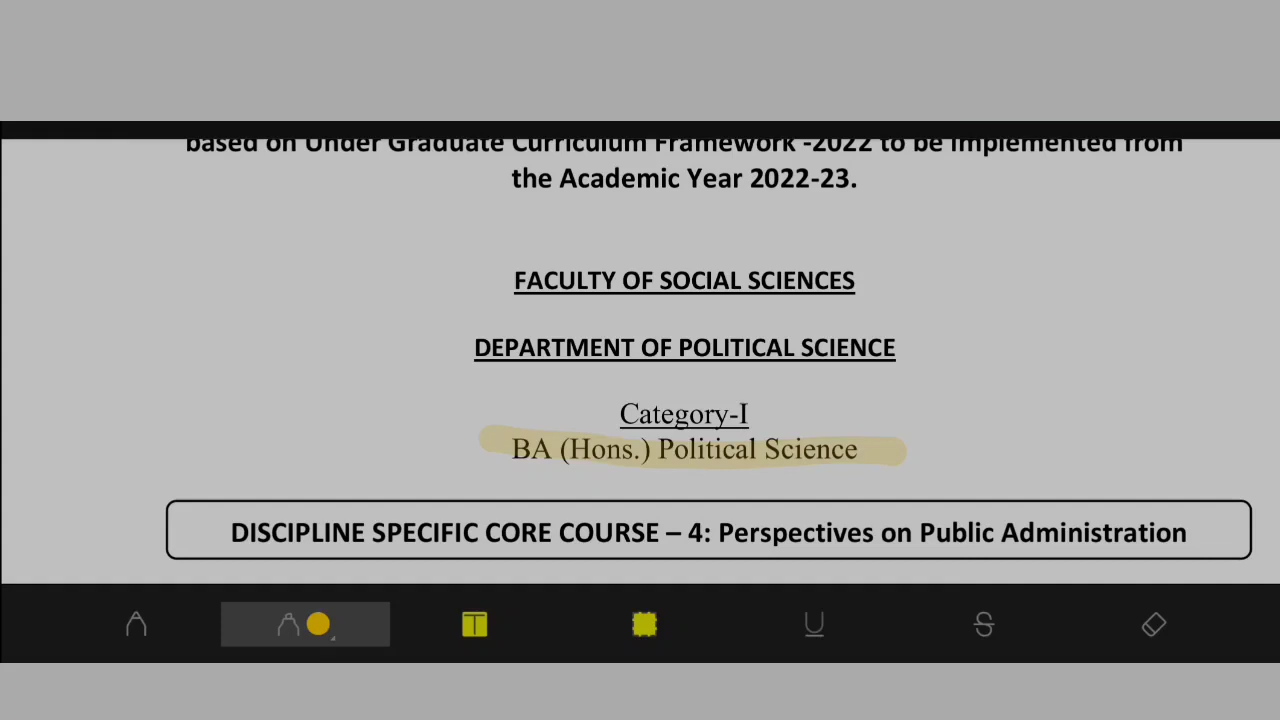 based on Under Graduate Curriculum Framework -2022 to be implemented from
the Academic Year 2022-23.
FACULTY OF SOCIAL SCIENCES
DEPARTMENT OF POLITICAL SCIENCE
Category-I
BA (Hons.) Political Science
DISCIPLINE SPECIFIC CORE COURSE – 4: Perspectives on Public Administration